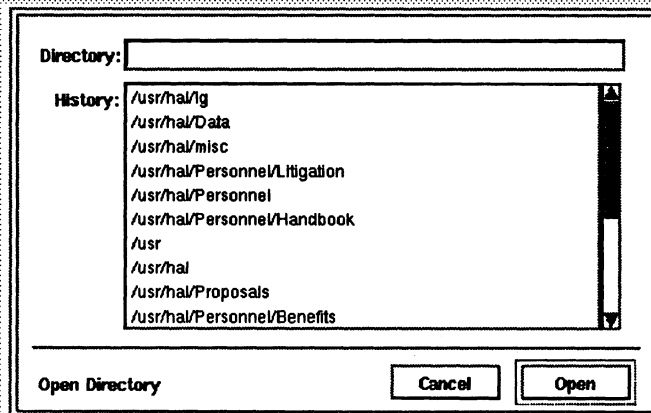 Directory:
History:
/usr/hal/lg
/usr/hal/Data
/usr/hal/misc
/usr/hal/Personnel/Litigation
/usr/hal/Personnel
/usr/hal/Personnel/Handbook
/usr
/usr/hal
/usr/hal/Proposals
/usr/hal/Personnel/Benefits
Open Directory
Cancel
Open